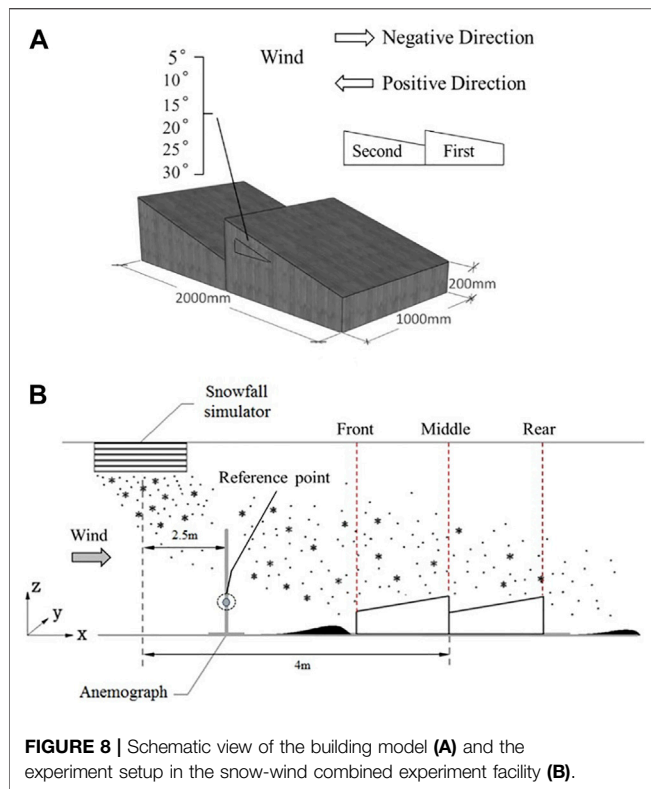 A
5°
10°
15°
20°
25°
30°
Wind
Negative Direction
Positive Direction
Second
First
2000mm
1000mm
200mm
B
Snowfall
simulator
Front
Middle
Rear
Reference point
Wind
2.5m
z
y
x
4m
Anemograph
FIGURE 8 | Schematic view of the building model (A) and the
experiment setup in the snow-wind combined experiment facility (B).